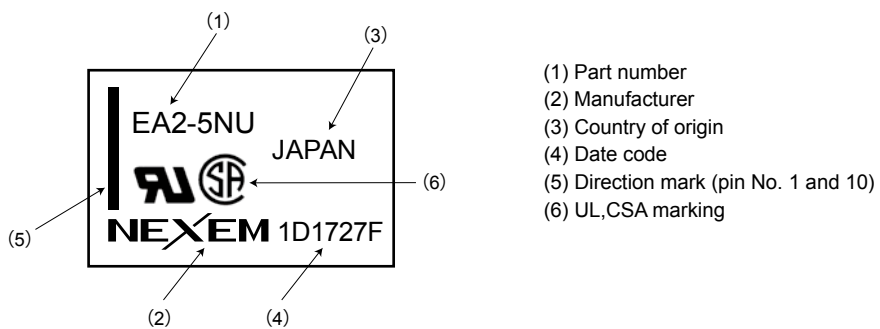 (1)
(3)
EA2-5NU
JAPAN
(6)
(5)
NEXEM 1D1727F
(2)
(4)
(1) Part number
(2) Manufacturer
(3) Country of origin
(4) Date code
(5) Direction mark (pin No. 1 and 10)
(6) UL,CSA marking